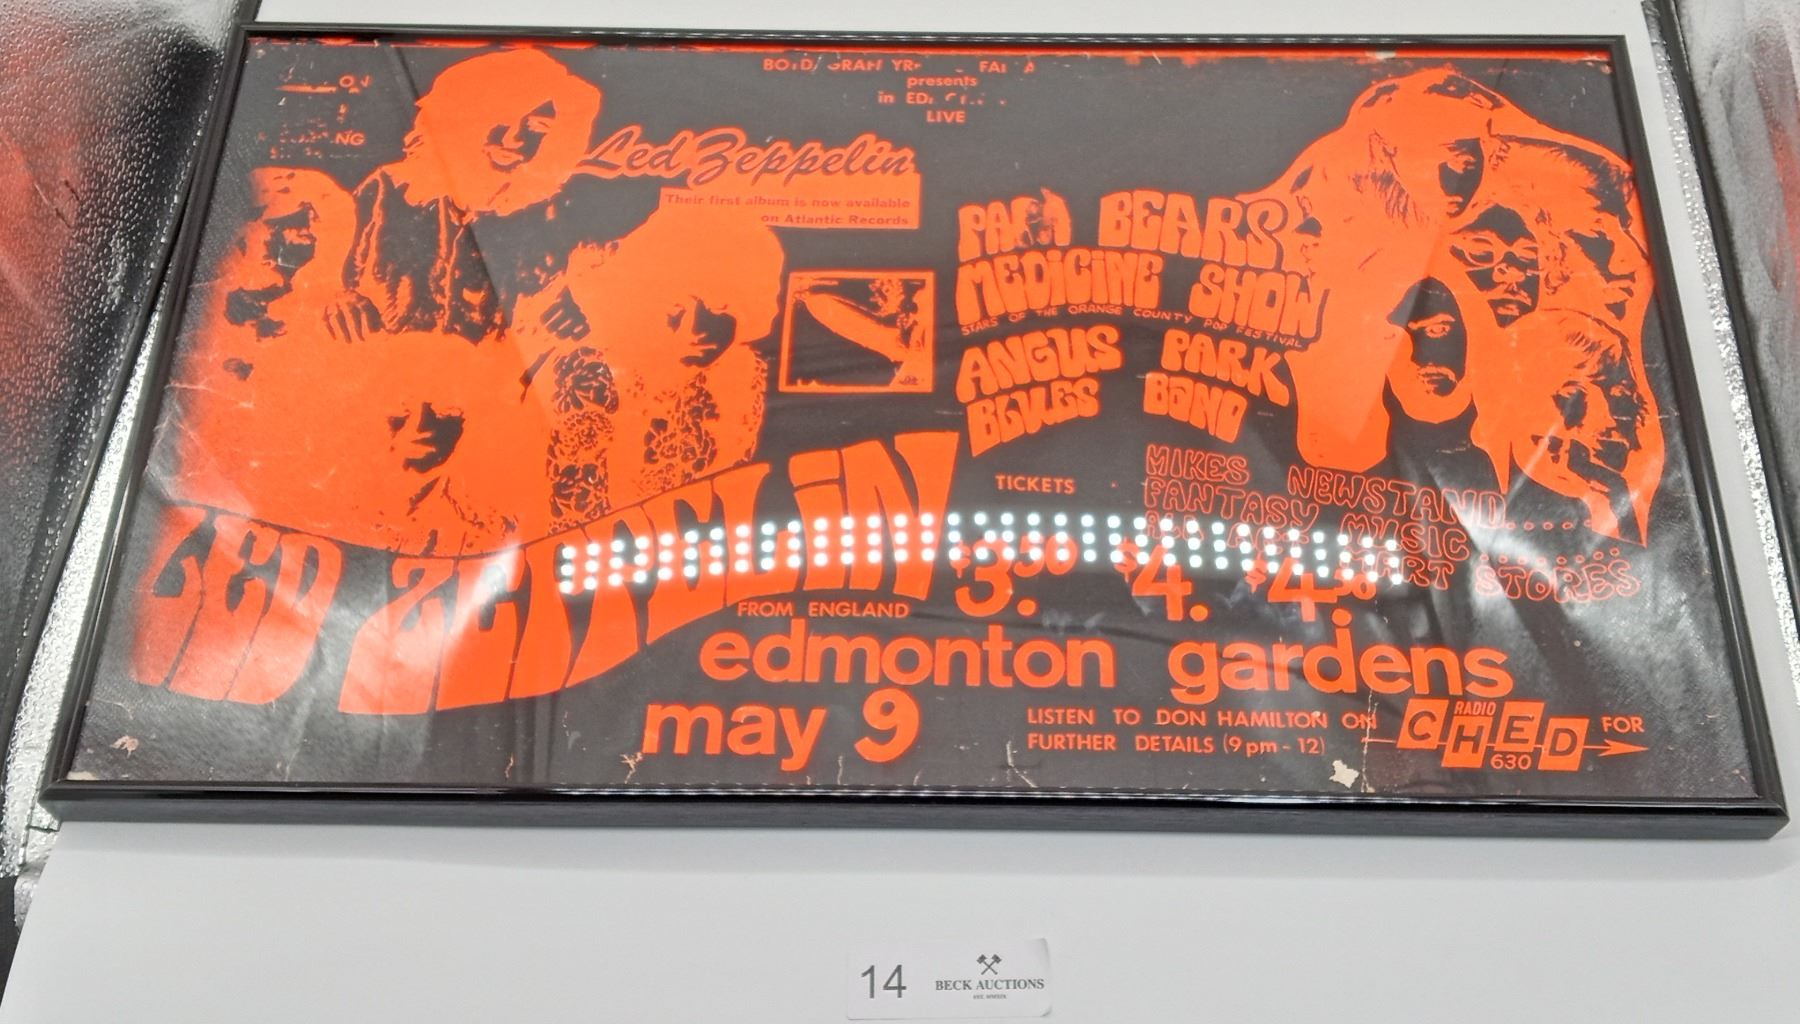 presents
in
LIVE
Led Zeppelin
Their first album is now available
on Atlantic Records
PAPA BEARS
MEDICINE SHOW
STARS OF THE ORANGE COUNTY POP FESTIVAL
ANGUS PARK
BLUES BAND
LED ZEPPELIN
FROM ENGLAND
TICKETS
MIKES NEWSTAND
FANTASY MUSIC
STORES
$3.50 $4. $4.50
edmonton gardens
may 9
LISTEN TO DON HAMILTON ON RADIO CHED 630 FOR
FURTHER DETAILS (9 pm - 12)
14
BECK AUCTIONS